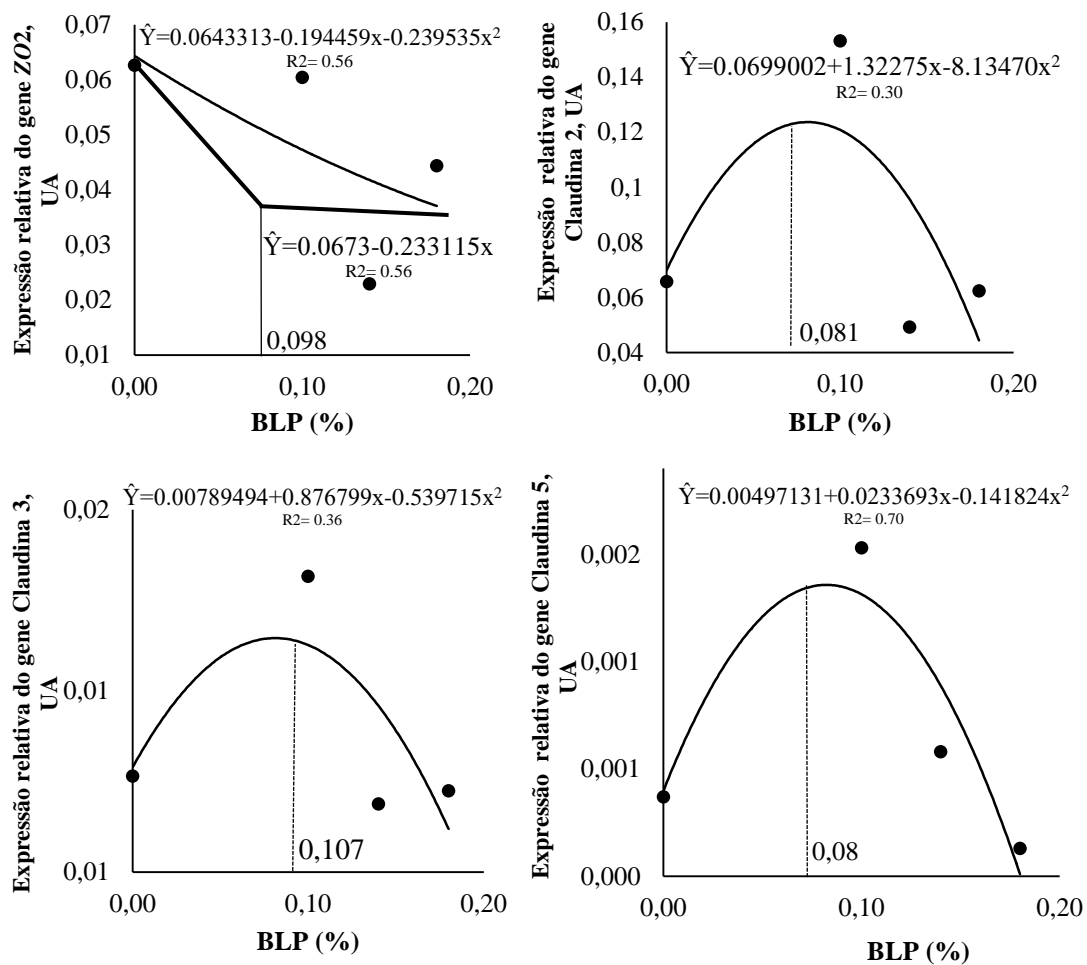 Expressão relativa do gene ZO2,
UA
0,07
0,06
0,05
0,04
0,03
0,02
0,01
Ŷ=0.0643313-0.194459x-0.239535x²
R2= 0.56
Ŷ=0.0673-0.233115x
R2= 0.56
0,098
0,00
0,10
0,20
BLP (%)
Expressão relativa do gene
Claudina 2, UA
0,16
0,14
0,12
0,1
0,08
0,06
0,04
Ŷ=0.0699002+1.32275x-8.13470x²
R2= 0.30
0,081
0,00
0,10
0,20
BLP (%)
Expressão relativa do gene Claudina 3,
UA
0,02
0,01
0,01
Ŷ=0.00789494+0.876799x-0.539715x²
R2= 0.36
0,107
0,00
0,10
0,20
BLP (%)
Expressão relativa do gene Claudina 5,
UA
0,002
0,001
0,001
0,000
Ŷ=0.00497131+0.0233693x-0.141824x²
R2= 0.70
0,08
0,00
0,10
0,20
BLP (%)